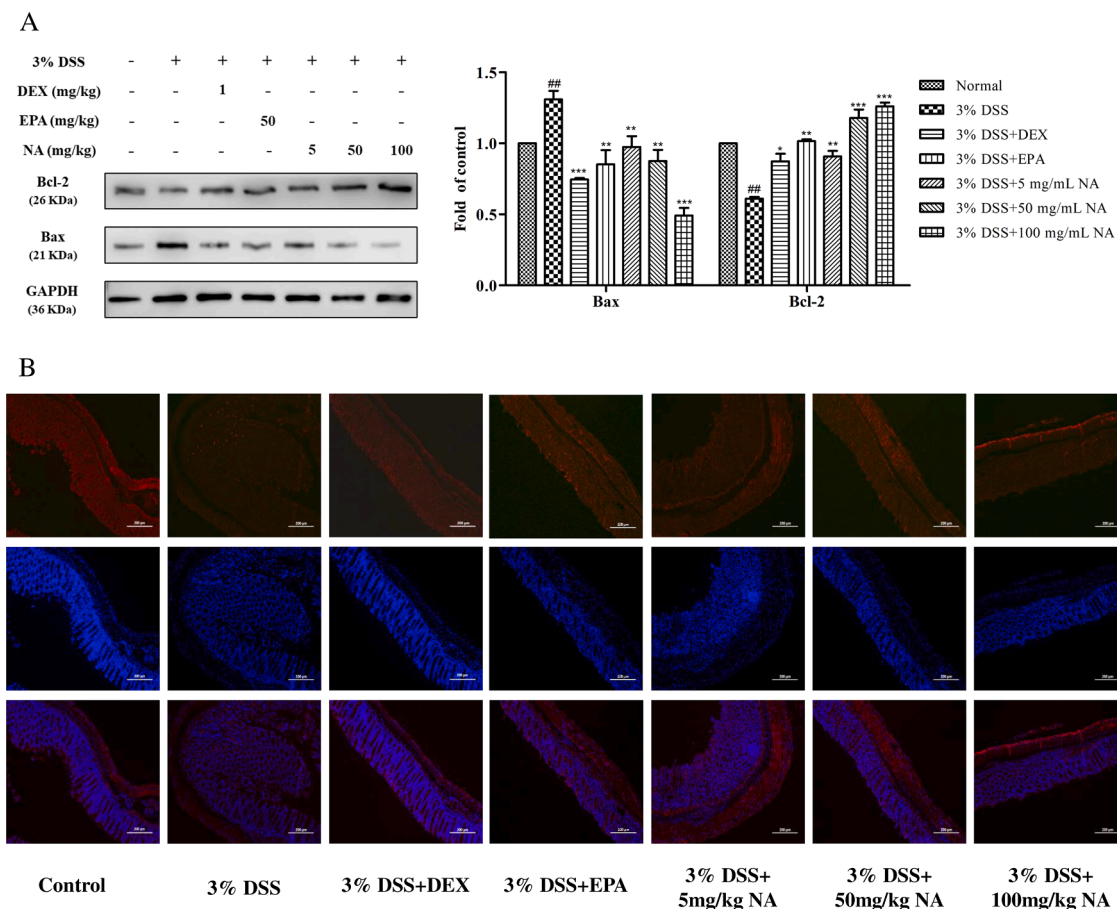 A
3% DSS - + + + + + +
DEX (mg/kg) - - 1 - - - -
EPA (mg/kg) - - - 50 - - -
NA (mg/kg) - - - - 5 50 100
Bcl-2
(26 KDa)
Bax
(21 KDa)
GAPDH
(36 KDa)
Fold of control
1.5
1.0
0.5
0.0
##
***
**
**
**
***
##
*
**
**
***
***
Bax Bcl-2
Normal
3% DSS
3% DSS+DEX
3% DSS+EPA
3% DSS+5 mg/mL NA
3% DSS+50 mg/mL NA
3% DSS+100 mg/mL NA
B
Control
3% DSS
3% DSS+DEX
3% DSS+EPA
3% DSS+
5mg/kg NA
3% DSS+
50mg/kg NA
3% DSS+
100mg/kg NA